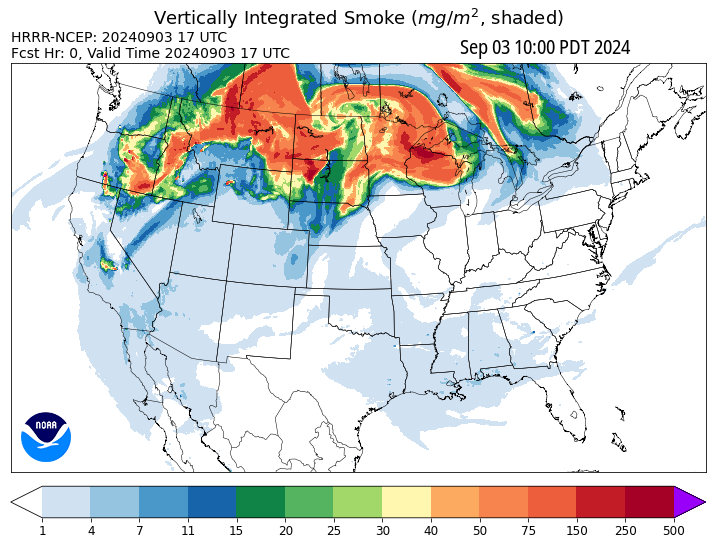 Vertically Integrated Smoke (mg/m², shaded)
HRRR-NCEP: 20240903 17 UTC
Fcst Hr: 0, Valid Time 20240903 17 UTC
Sep 03 10:00 PDT 2024
NOAA
1 4 7 11 15 20 25 30 40 50 75 150 250 500